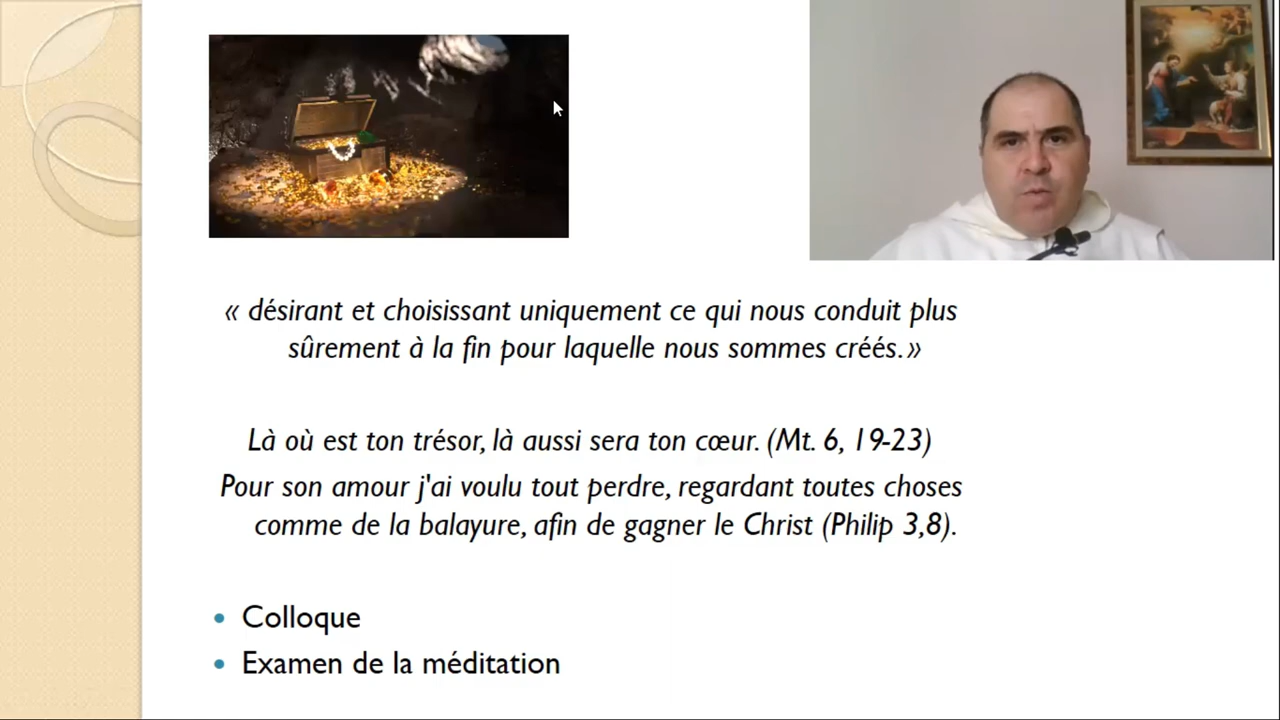 « désirant et choisissant uniquement ce qui nous conduit plus
sûrement à la fin pour laquelle nous sommes créés.»
Là où est ton trésor, là aussi sera ton cœur. (Mt. 6, 19-23)
Pour son amour j'ai voulu tout perdre, regardant toutes choses
comme de la balayure, afin de gagner le Christ (Philip 3,8).
• Colloque
• Examen de la méditation